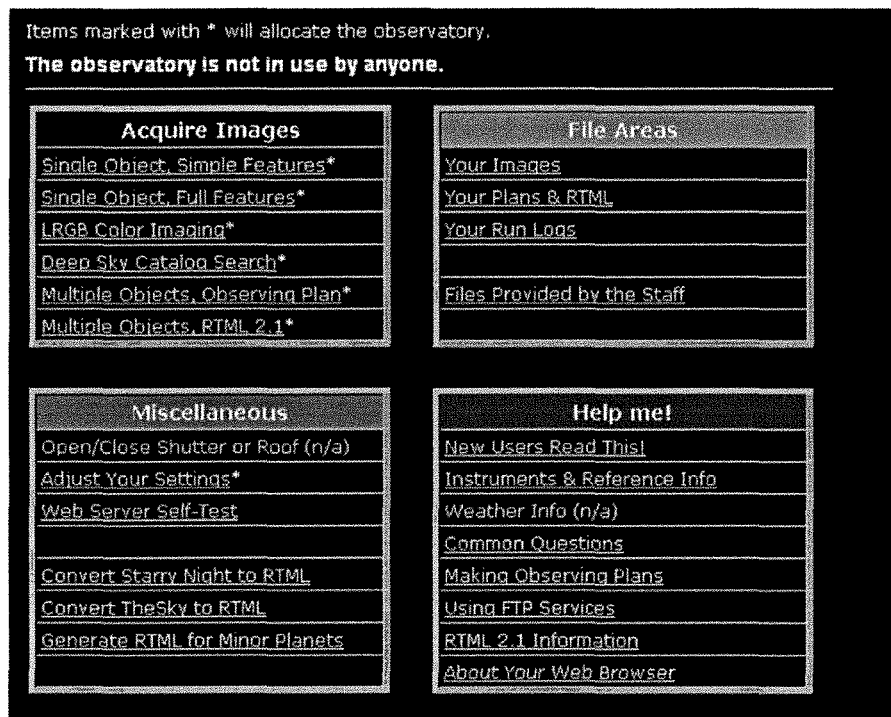 Items marked with * will allocate the observatory.
The observatory is not in use by anyone.
Acquire Images
Single Object, Simple Features*
Single Object, Full Features*
LRGB Color Imaging*
Deep Sky Catalog Search*
Multiple Objects, Observing Plan*
Multiple Objects, RTML 2.1*
File Areas
Your Images
Your Plans & RTML
Your Run Logs
Files Provided by the Staff
Miscellaneous
Open/Close Shutter or Roof (n/a)
Adjust Your Settings*
Web Server Self-Test
Convert Starry Night to RTML
Convert TheSky to RTML
Generate RTML for Minor Planets
Help me!
New Users Read This!
Instruments & Reference Info
Weather Info (n/a)
Common Questions
Making Observing Plans
Using FTP Services
RTML 2.1 Information
About Your Web Browser